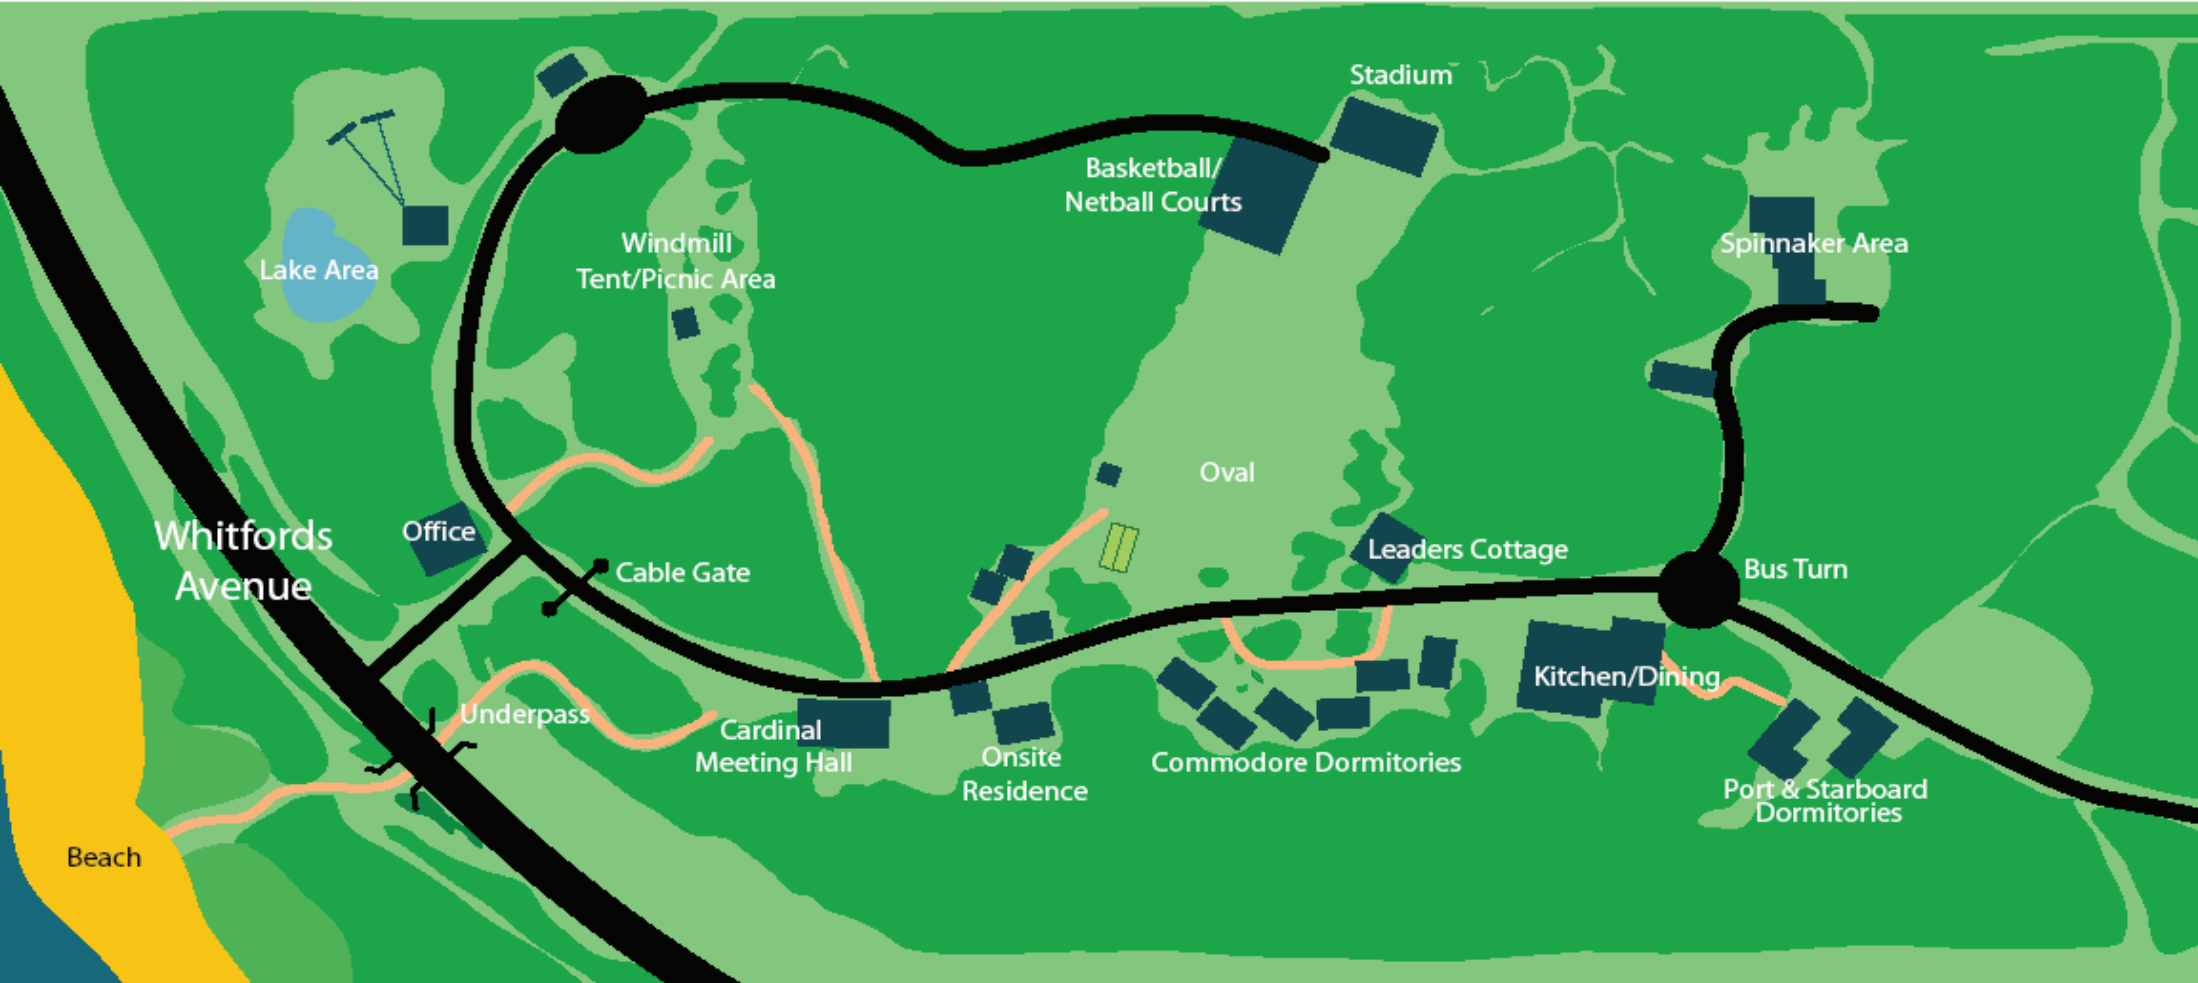 Stadium
Basketball/
Netball Courts
Windmill
Tent/Picnic Area
Lake Area
Spinnaker Area
Oval
Office
Whitfords
Avenue
Cable Gate
Leaders Cottage
Bus Turn
Underpass
Cardinal
Meeting Hall
Onsite
Residence
Commodore Dormitories
Kitchen/Dining
Port & Starboard
Dormitories
Beach